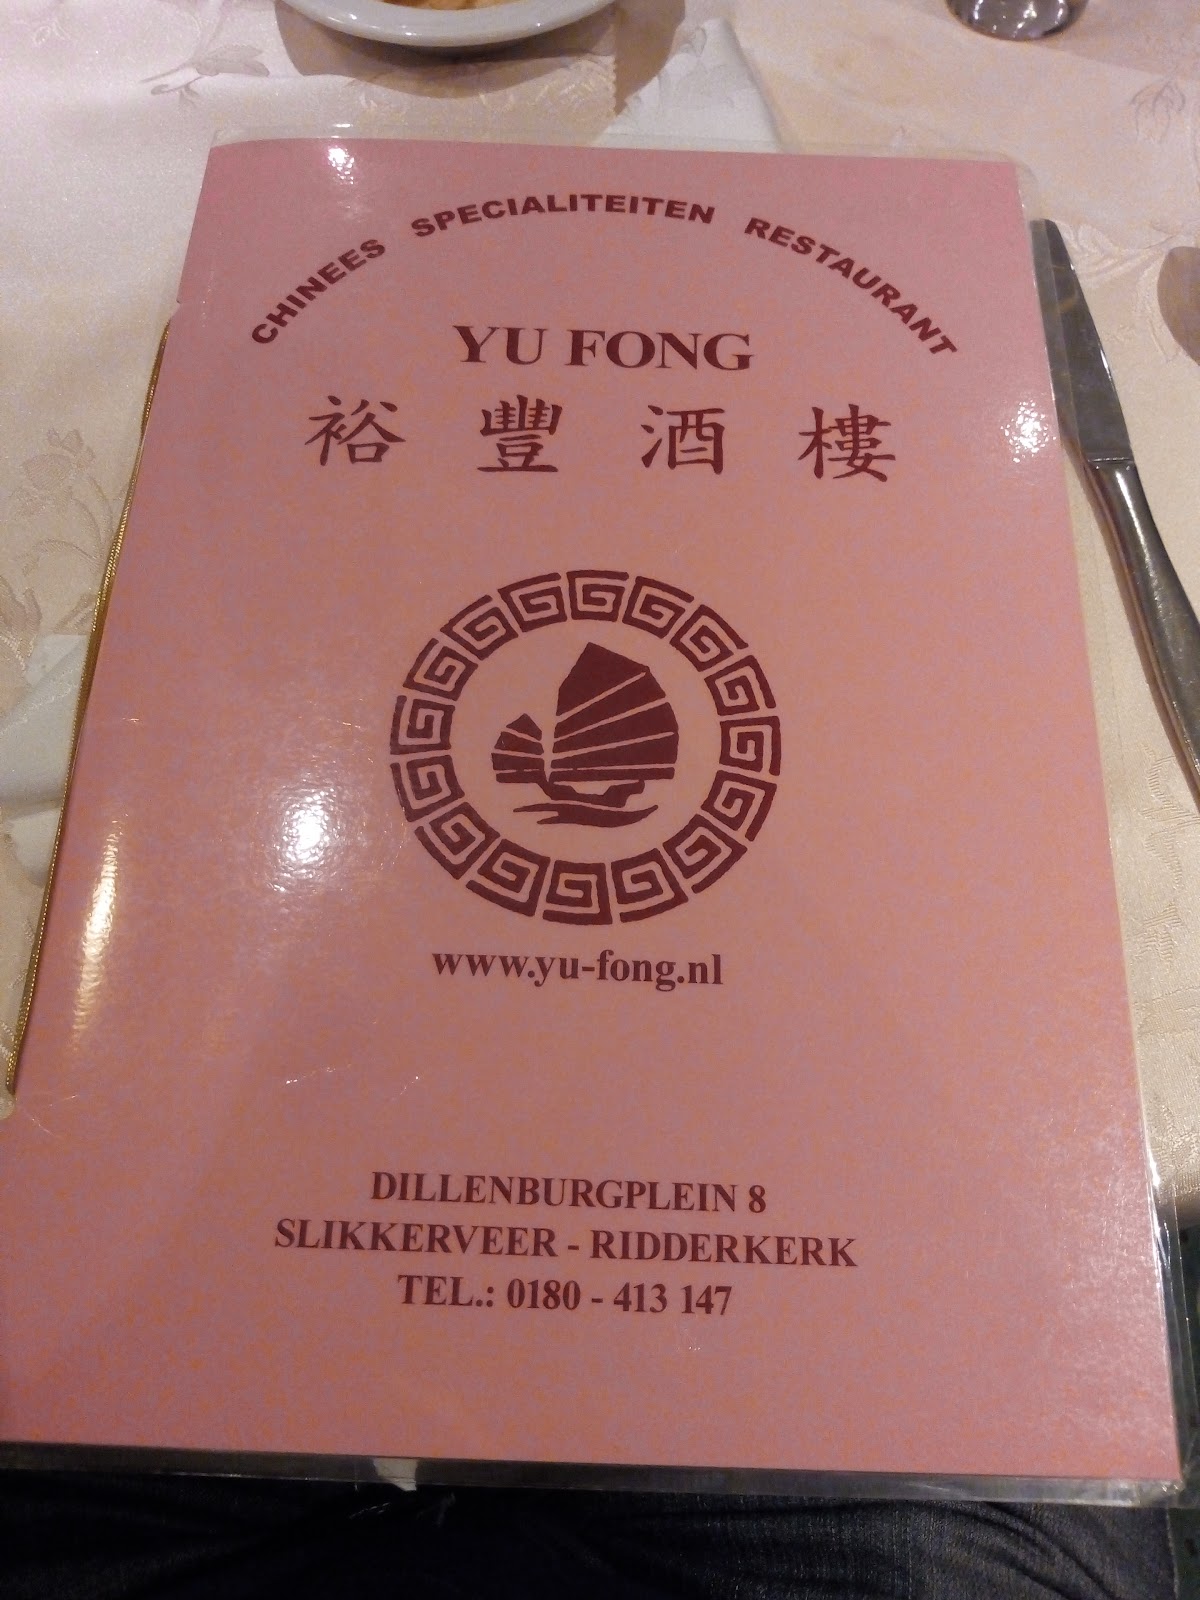 CHINEES SPECIALITEITEN RESTAURANT
YU FONG
裕豐酒樓
www.yu-fong.nl
DILLENBURGPLEIN 8
SLIKKERVEER - RIDDERKERK
TEL.: 0180 - 413 147